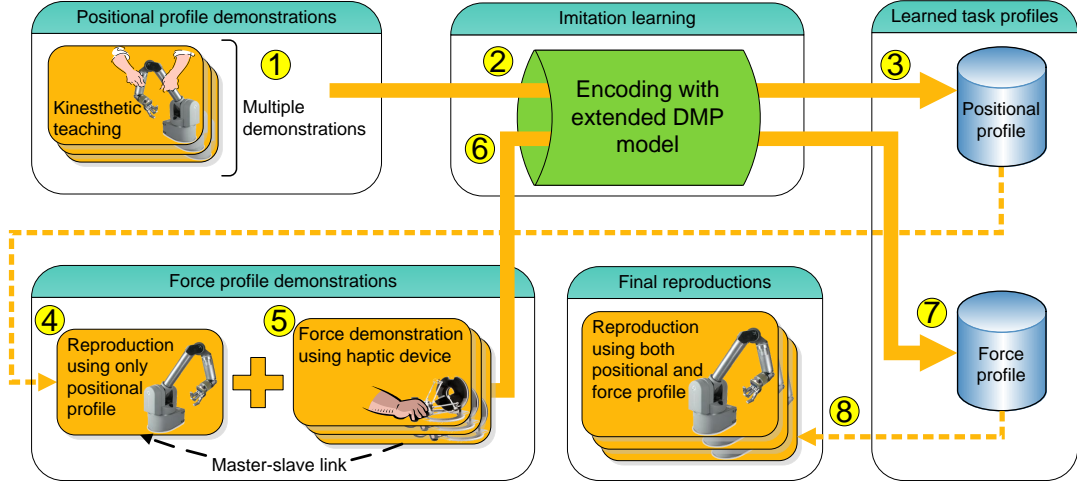 Positional profile demonstrations
1
Kinesthetic
teaching
Multiple
demonstrations
Imitation learning
2
Encoding with
extended DMP
model
6
Learned task profiles
3
Positional
profile
Force profile demonstrations
4
Reproduction
using only
positional
profile
5
Force demonstration
using haptic device
Master-slave link
Final reproductions
Reproduction
using both
positional and
force profile
7
Force
profile
8